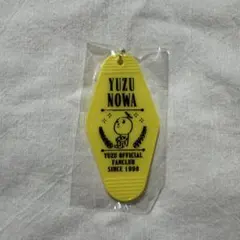 YUZU
NOWA
YUZU OFFICIAL
FANCLUB
SINCE 1998